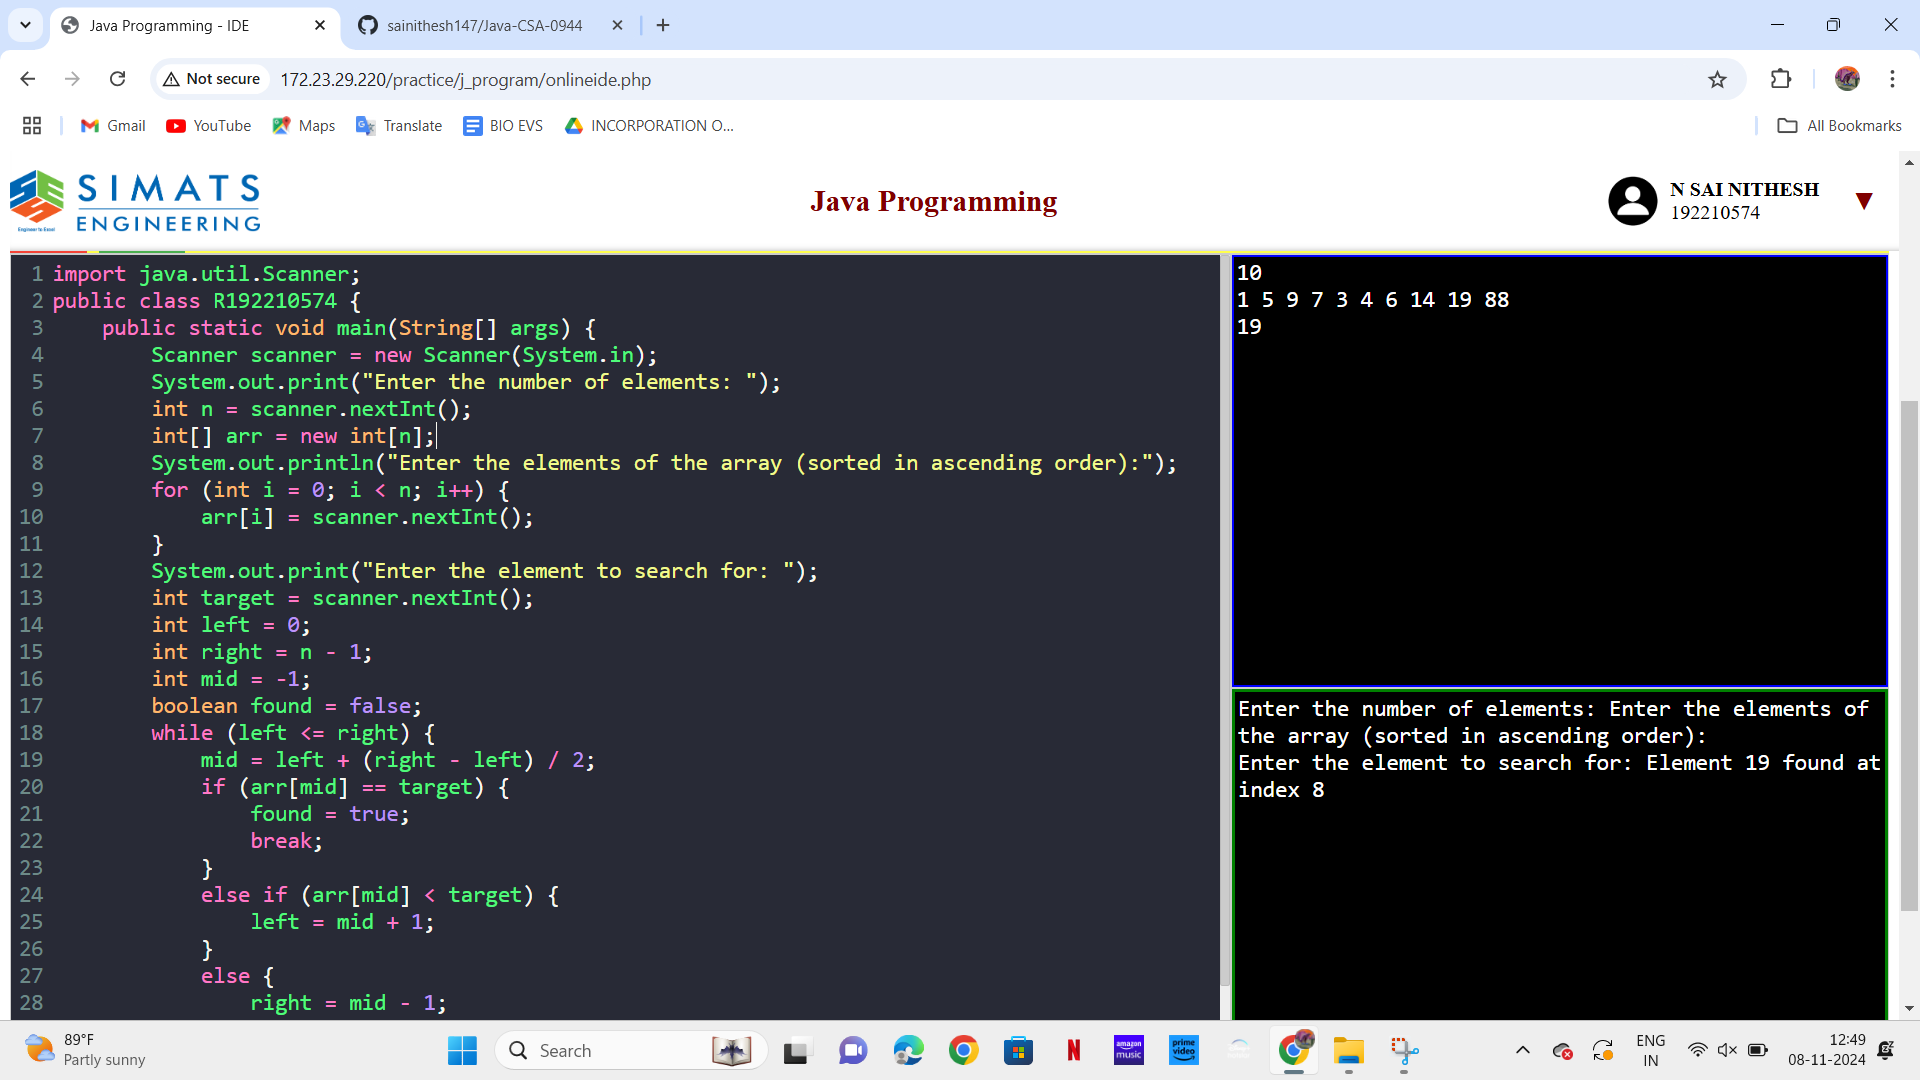 Java Programming - IDE
sainithesh147/Java-CSA-0944
Not secure
172.23.29.220/practice/j_program/onlineide.php
Gmail
YouTube
Maps
Translate
BIO EVS
INCORPORATION O...
All Bookmarks
SIMATS
ENGINEERING
Engineer to Excel
Java Programming
N SAI NITHESH
192210574
1 import java.util.Scanner;
2 public class R192210574 {
3     public static void main(String[] args) {
4         Scanner scanner = new Scanner(System.in);
5         System.out.print("Enter the number of elements: ");
6         int n = scanner.nextInt();
7         int[] arr = new int[n];
8         System.out.println("Enter the elements of the array (sorted in ascending order):");
9         for (int i = 0; i < n; i++) {
10             arr[i] = scanner.nextInt();
11         }
12         System.out.print("Enter the element to search for: ");
13         int target = scanner.nextInt();
14         int left = 0;
15         int right = n - 1;
16         int mid = -1;
17         boolean found = false;
18         while (left <= right) {
19             mid = left + (right - left) / 2;
20             if (arr[mid] == target) {
21                 found = true;
22                 break;
23             }
24             else if (arr[mid] < target) {
25                 left = mid + 1;
26             }
27             else {
28                 right = mid - 1;
10
1 5 9 7 3 4 6 14 19 88
19
Enter the number of elements: Enter the elements of
the array (sorted in ascending order):
Enter the element to search for: Element 19 found at
index 8
89°F
Partly sunny
Search
amazon
music
prime
video
ENG
IN
12:49
08-11-2024